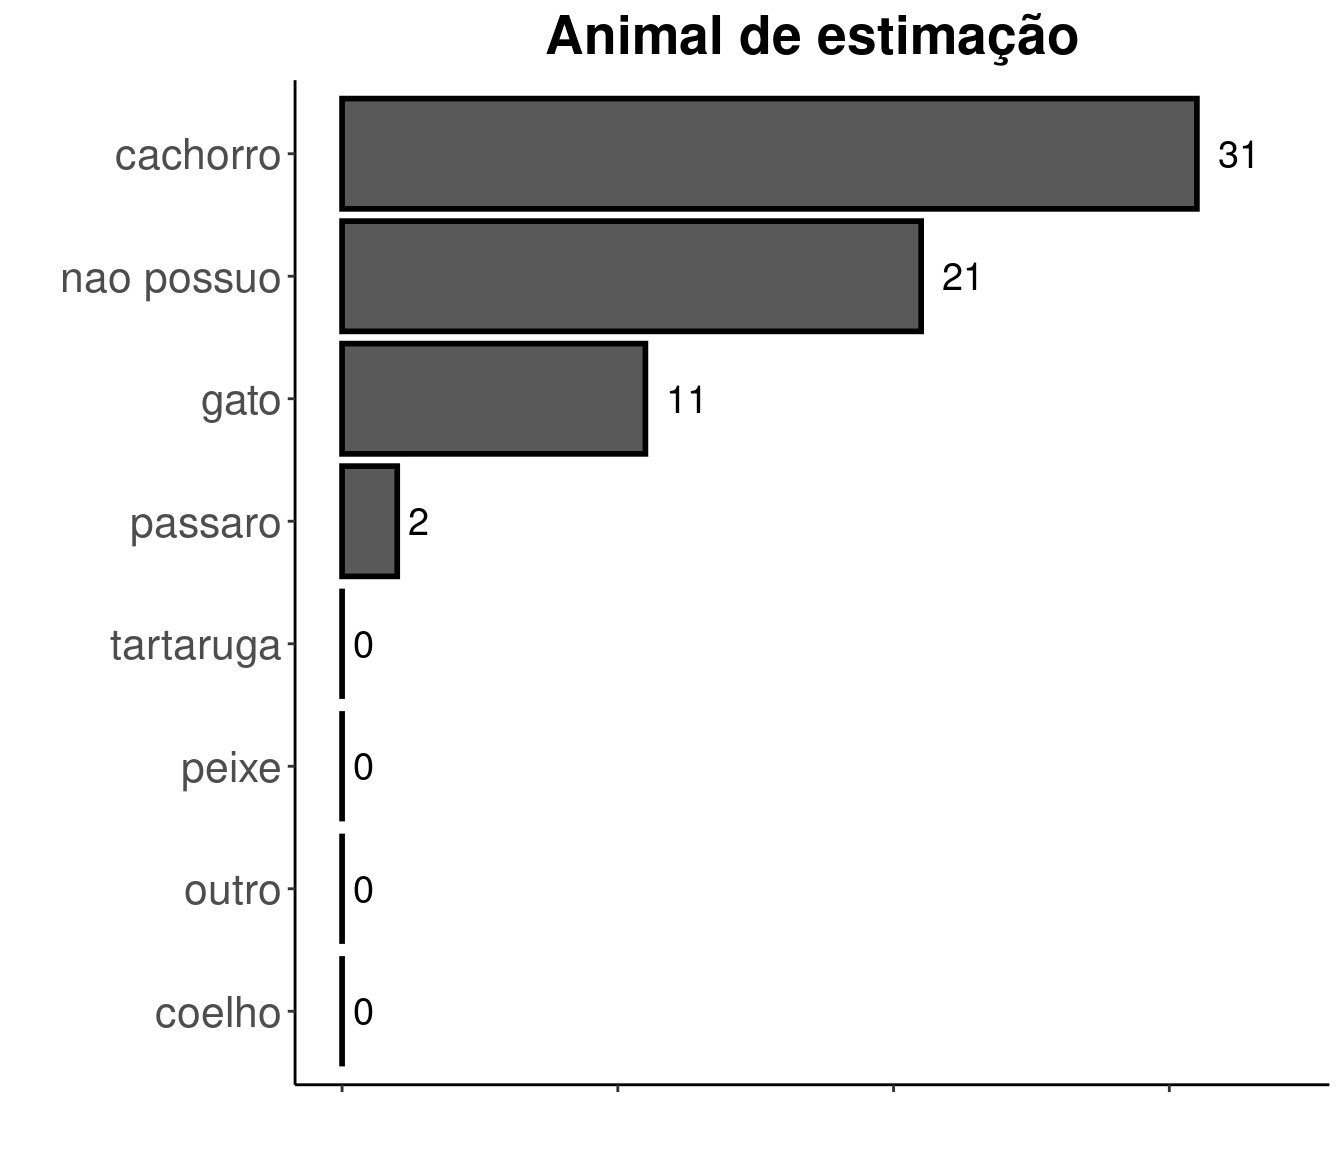 Animal de estimação
cachorro 31
nao possuo 21
gato 11
passaro 2
tartaruga 0
peixe 0
outro 0
coelho 0